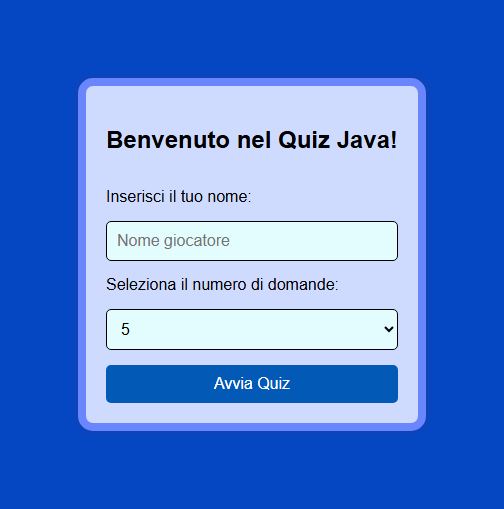 Benvenuto nel Quiz Java!
Inserisci il tuo nome:
Nome giocatore
Seleziona il numero di domande:
5
Avvia Quiz